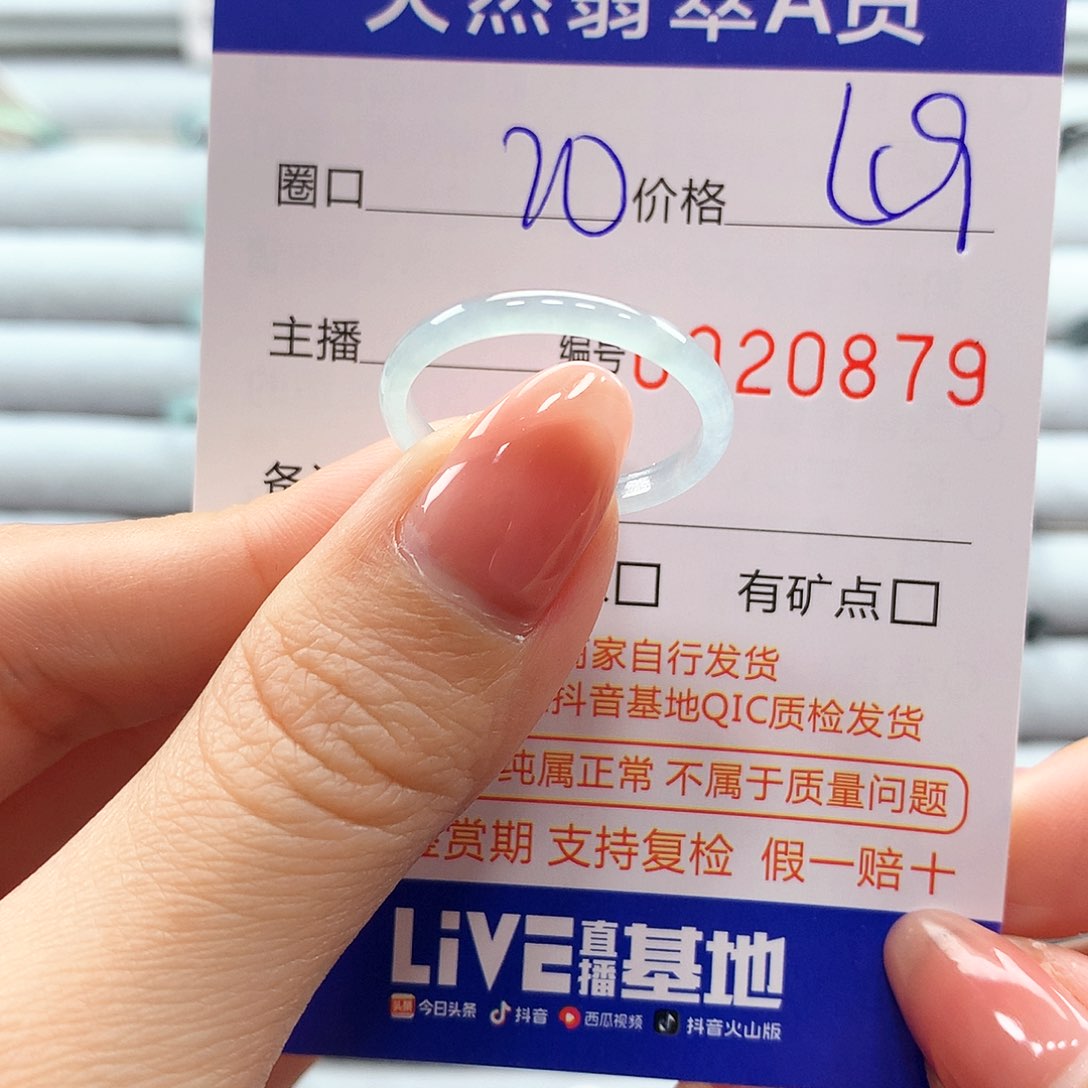 天然翡翠A货
圈口 20 价格 69
主播 编号 0020879
备
□ 有矿点□
家自行发货
抖音基地QIC质检发货
纯属正常 不属于质量问题
鉴赏期 支持复检 假一赔十
LiVE直播基地
头条 今日头条 抖音 西瓜视频 抖音火山版